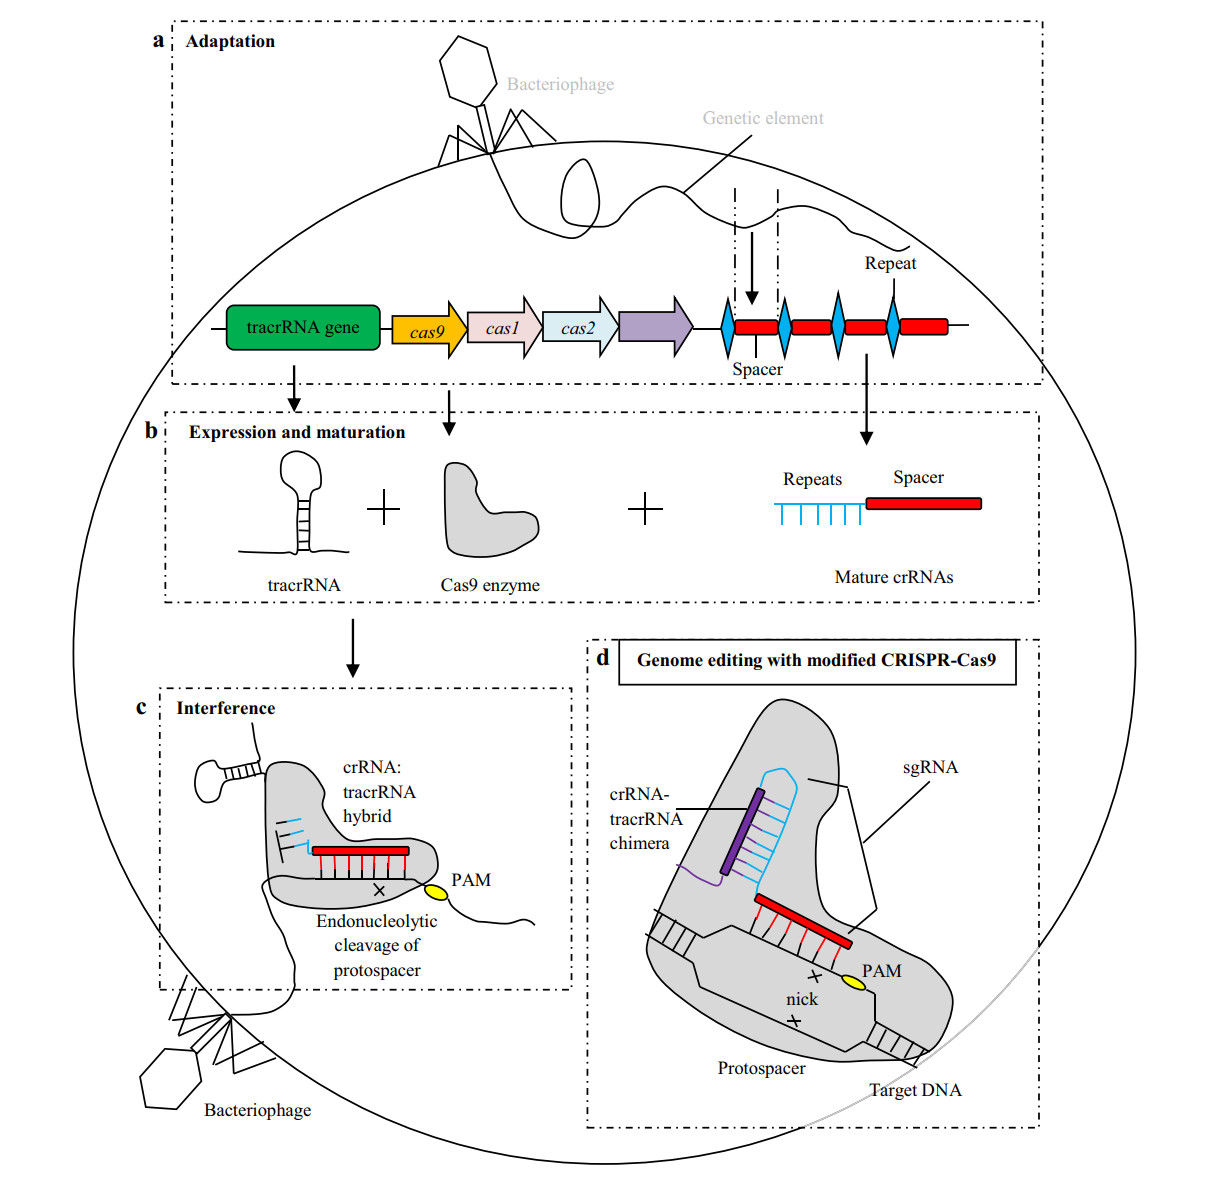 a Adaptation
Bacteriophage
Genetic element
Repeat
tracrRNA gene
cas9
cas1
cas2
Spacer
b Expression and maturation
Repeats
Spacer
tracrRNA
Cas9 enzyme
Mature crRNAs
c Interference
crRNA:
tracrRNA
hybrid
PAM
Endonucleolytic
cleavage of
protospacer
Bacteriophage
d Genome editing with modified CRISPR-Cas9
sgRNA
crRNA-
tracrRNA
chimera
PAM
nick
Protospacer
Target DNA